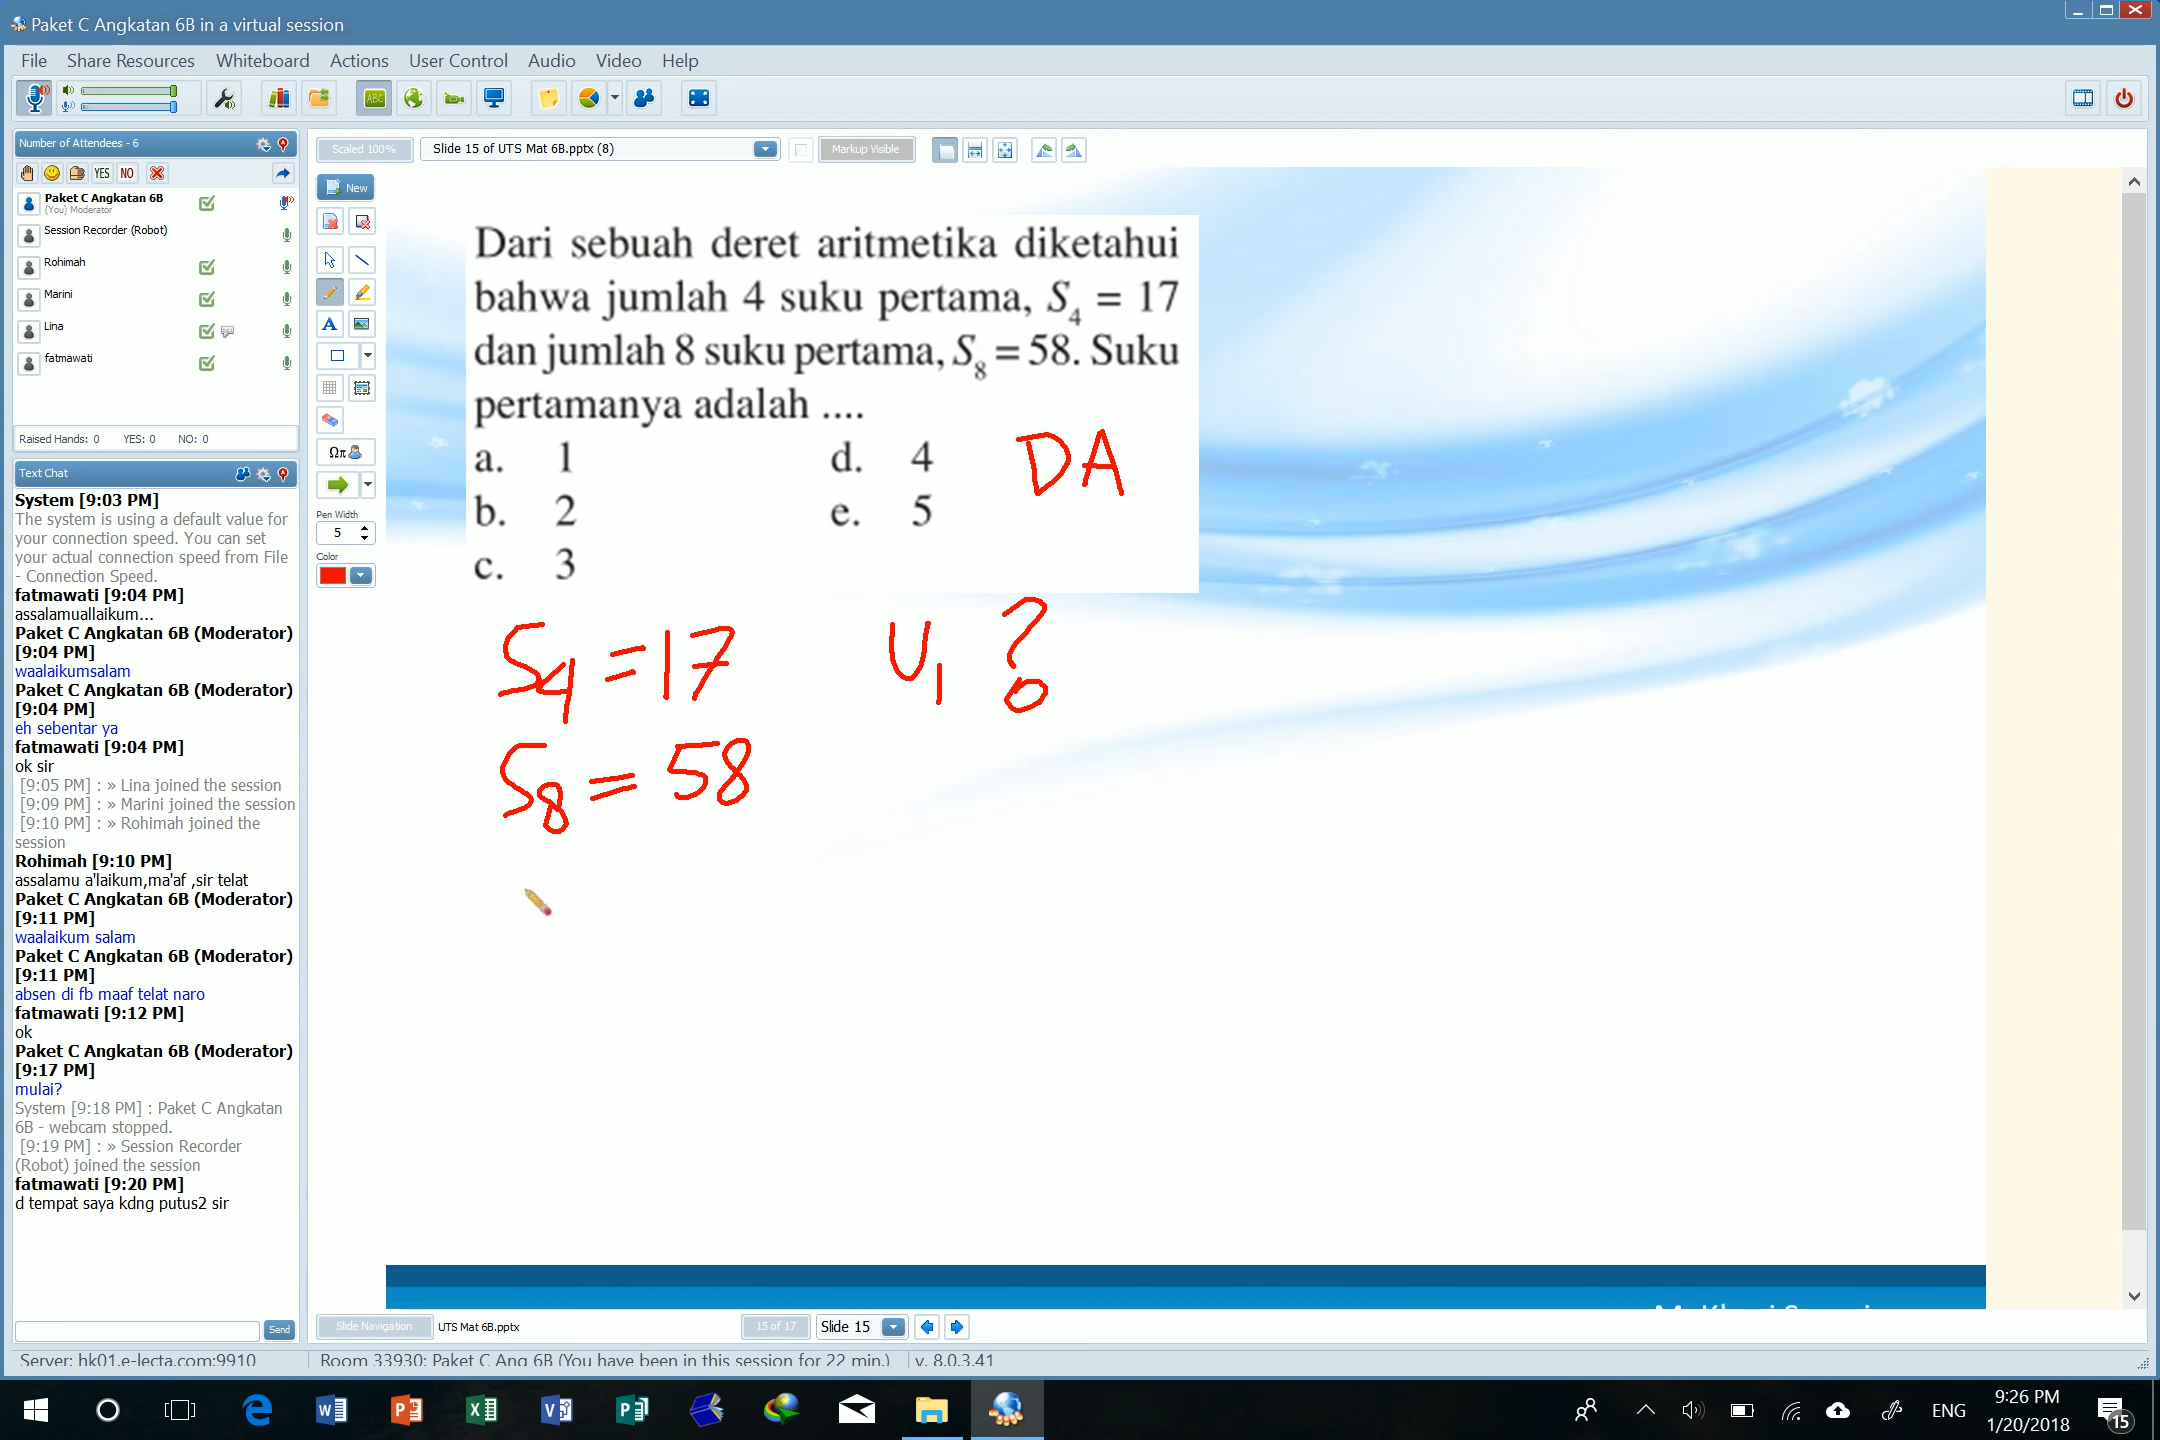 Paket C Angkatan 6B in a virtual session
File Share Resources Whiteboard Actions User Control Audio Video Help
Number of Attendees - 6
YES NO
Paket C Angkatan 6B
(You) Moderator
Session Recorder (Robot)
Rohimah
Marini
Lina
fatmawati
Raised Hands: 0 YES: 0 NO: 0
Text Chat
System [9:03 PM]
The system is using a default value for
your connection speed. You can set
your actual connection speed from File
- Connection Speed.
fatmawati [9:04 PM]
assalamuallaikum...
Paket C Angkatan 6B (Moderator)
[9:04 PM]
waalaikumsalam
Paket C Angkatan 6B (Moderator)
[9:04 PM]
eh sebentar ya
fatmawati [9:04 PM]
ok sir
[9:05 PM] : » Lina joined the session
[9:09 PM] : » Marini joined the session
[9:10 PM] : » Rohimah joined the
session
Rohimah [9:10 PM]
assalamu a'laikum,ma'af ,sir telat
Paket C Angkatan 6B (Moderator)
[9:11 PM]
waalaikum salam
Paket C Angkatan 6B (Moderator)
[9:11 PM]
absen di fb maaf telat naro
fatmawati [9:12 PM]
ok
Paket C Angkatan 6B (Moderator)
[9:17 PM]
mulai?
System [9:18 PM] : Paket C Angkatan
6B - webcam stopped.
[9:19 PM] : » Session Recorder
(Robot) joined the session
fatmawati [9:20 PM]
d tempat saya kdng putus2 sir
Send
Scaled 100% Slide 15 of UTS Mat 6B.pptx (8) Markup Visible
New
A
Ωπ
Pen Width
5
Color
Dari sebuah deret aritmetika diketahui
bahwa jumlah 4 suku pertama, S₄ = 17
dan jumlah 8 suku pertama, S₈ = 58. Suku
pertamanya adalah ....
a. 1 d. 4
b. 2 e. 5
c. 3
DA
S₄ = 17 U₁ ?
S₈ = 58
Slide Navigation UTS Mat 6B.pptx 15 of 17 Slide 15
Server: hk01.e-lecta.com:9910 Room 33930: Paket C Ang 6B (You have been in this session for 22 min.) v. 8.0.3.41
ENG 9:26 PM
1/20/2018 15